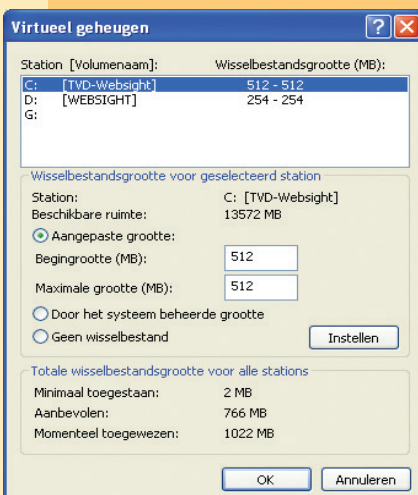 Virtueel geheugen
Station [Volumenaam]: Wisselbestandsgrootte (MB):
C: [TVD-Websight] 512 - 512
D: [WEBSIGHT] 254 - 254
G:
Wisselbestandsgrootte voor geselecteerd station
Station: C: [TVD-Websight]
Beschikbare ruimte: 13572 MB
Aangepaste grootte:
Begingrootte (MB): 512
Maximale grootte (MB): 512
Door het systeem beheerde grootte
Geen wisselbestand Instellen
Totale wisselbestandsgrootte voor alle stations
Minimaal toegestaan: 2 MB
Aanbevolen: 766 MB
Momenteel toegewezen: 1022 MB
OK Annuleren